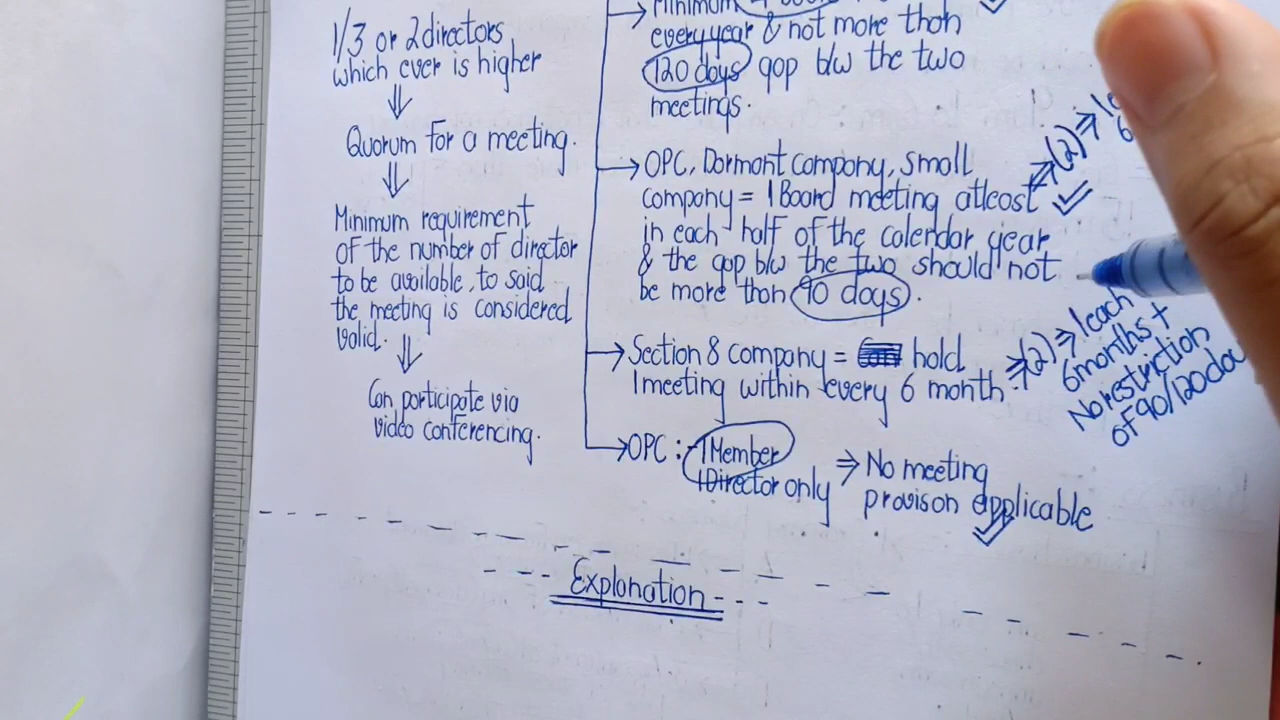 1/3 or 2 directors
which ever is higher
Quorum for a meeting.
Minimum requirement
of the number of director
to be available, to said
the meeting is considered
valid.
Can participate via
video conferencing.
Minimum
every year & not more than
120 days gap b/w the two
meetings.
OPC, Dormant company, small
company = 1 Board meeting atleast
in each half of the calendar year
& the gap b/w the two should not
be more than 90 days.
⇒ (2) ⇒
Section 8 company = hold
1 meeting within every 6 month.
⇒ (2) ⇒ 1 each
6 months +
No restriction
of 90/120
OPC :- 1 Member
1 Director only
⇒ No meeting
provison applicable
--- Explanation ---